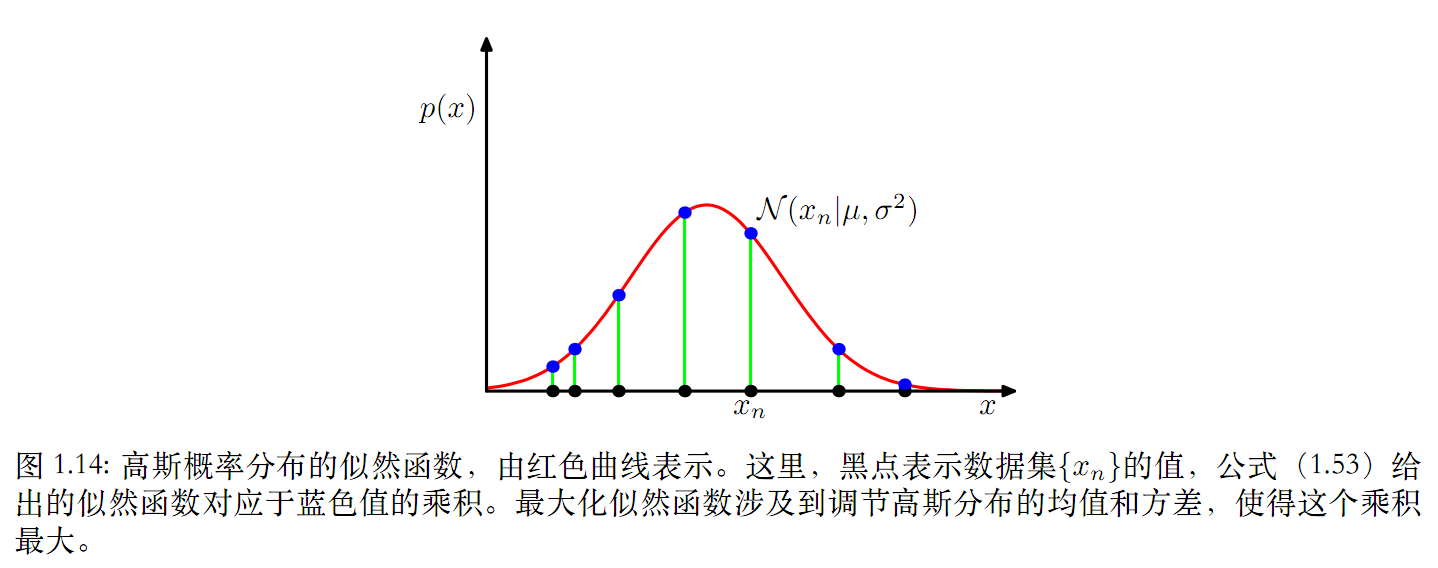 p(x)
𝒩(xₙ|μ, σ²)
xₙ
x
图 1.14: 高斯概率分布的似然函数，由红色曲线表示。这里，黑点表示数据集{xₙ}的值，公式（1.53）给
出的似然函数对应于蓝色值的乘积。最大化似然函数涉及到调节高斯分布的均值和方差，使得这个乘积
最大。